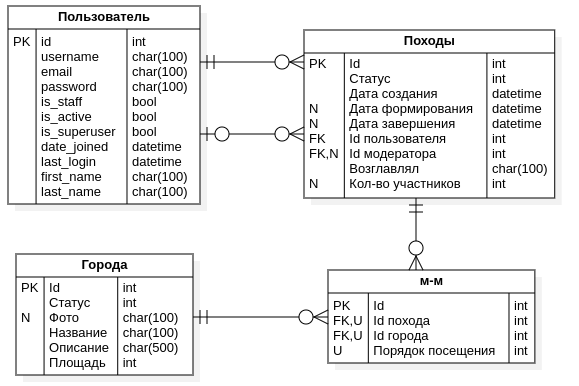 Пользователь
PK id int
username char(100)
email char(100)
password char(100)
is_staff bool
is_active bool
is_superuser bool
date_joined datetime
last_login datetime
first_name char(100)
last_name char(100)
Походы
PK Id int
Статус int
Дата создания datetime
N Дата формирования datetime
N Дата завершения datetime
FK Id пользователя int
FK,N Id модератора int
Возглавлял char(100)
N Кол-во участников int
Города
PK Id int
Статус int
N Фото char(100)
Название char(100)
Описание char(500)
Площадь int
м-м
PK Id int
FK,U Id похода int
FK,U Id города int
U Порядок посещения int